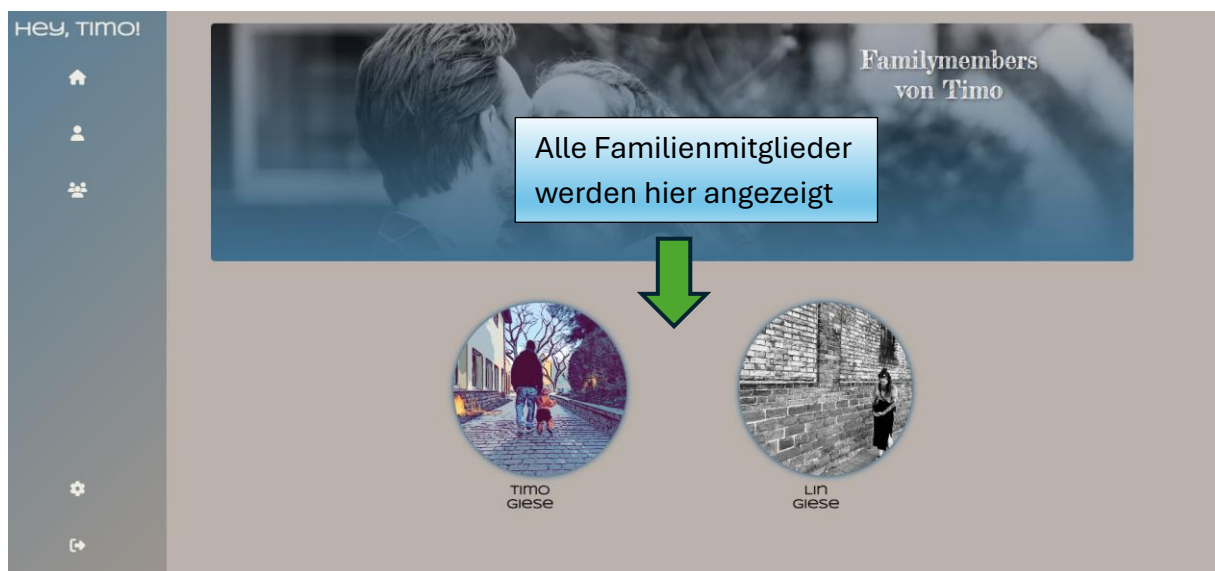 Hey, Timo!
Familymembers
von Timo
Alle Familienmitglieder
werden hier angezeigt
Timo
Giese
Lin
Giese